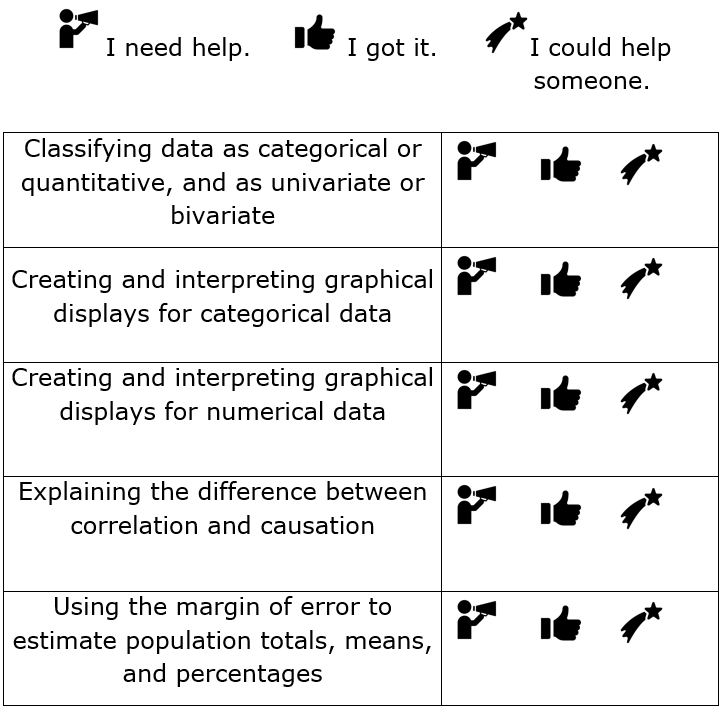 I need help. I got it. I could help
someone.
Classifying data as categorical or
quantitative, and as univariate or
bivariate
Creating and interpreting graphical
displays for categorical data
Creating and interpreting graphical
displays for numerical data
Explaining the difference between
correlation and causation
Using the margin of error to
estimate population totals, means,
and percentages